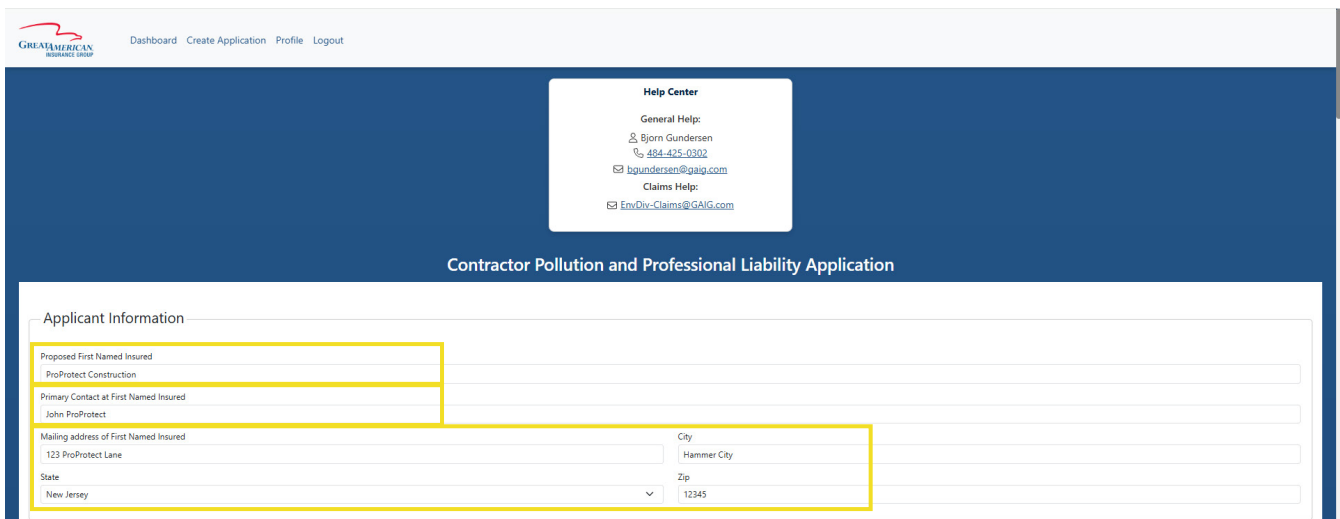 GREATAMERICAN
INSURANCE GROUP
Dashboard Create Application Profile Logout
Help Center
General Help:
Bjorn Gundersen
484-425-0302
bgundersen@gaig.com
Claims Help:
EnvDiv-Claims@GAIG.com
Contractor Pollution and Professional Liability Application
Applicant Information
Proposed First Named Insured
ProProtect Construction
Primary Contact at First Named Insured
John ProProtect
Mailing address of First Named Insured City
123 ProProtect Lane Hammer City
State Zip
New Jersey 12345